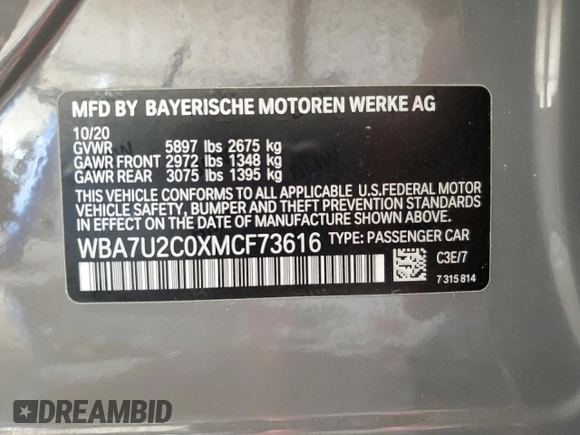 MFD BY BAYERISCHE MOTOREN WERKE AG
10/20
GVWR 5897 lbs 2675 kg
GAWR FRONT 2972 lbs 1348 kg
GAWR REAR 3075 lbs 1395 kg
THIS VEHICLE CONFORMS TO ALL APPLICABLE U.S.FEDERAL MOTOR
VEHICLE SAFETY, BUMPER AND THEFT PREVENTION STANDARDS
IN EFFECT ON THE DATE OF MANUFACTURE SHOWN ABOVE.
WBA7U2C0XMCF73616 TYPE: PASSENGER CAR
C3E/7
7 315 814
DREAMBID